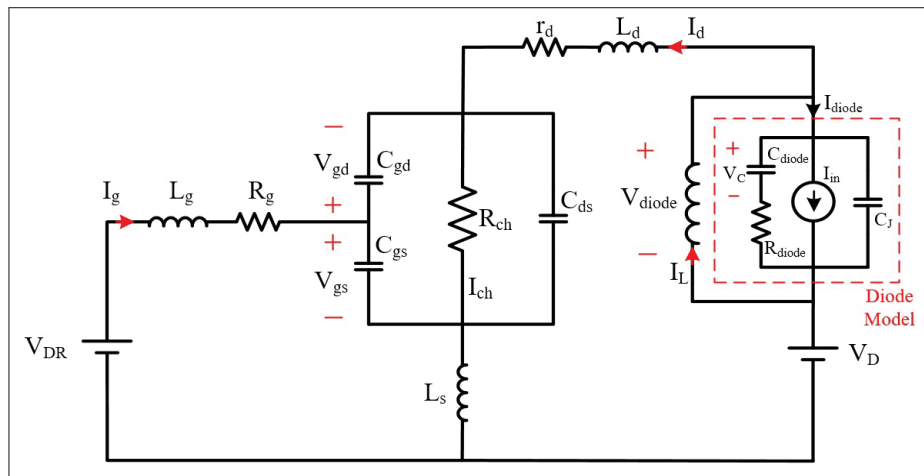 r_d
L_d
I_d
I_diode
V_gd
C_gd
I_g
L_g
R_g
V_gs
C_gs
R_ch
C_ds
I_ch
V_diode
I_L
V_C
C_diode
R_diode
I_in
C_J
Diode
Model
V_DR
L_s
V_D